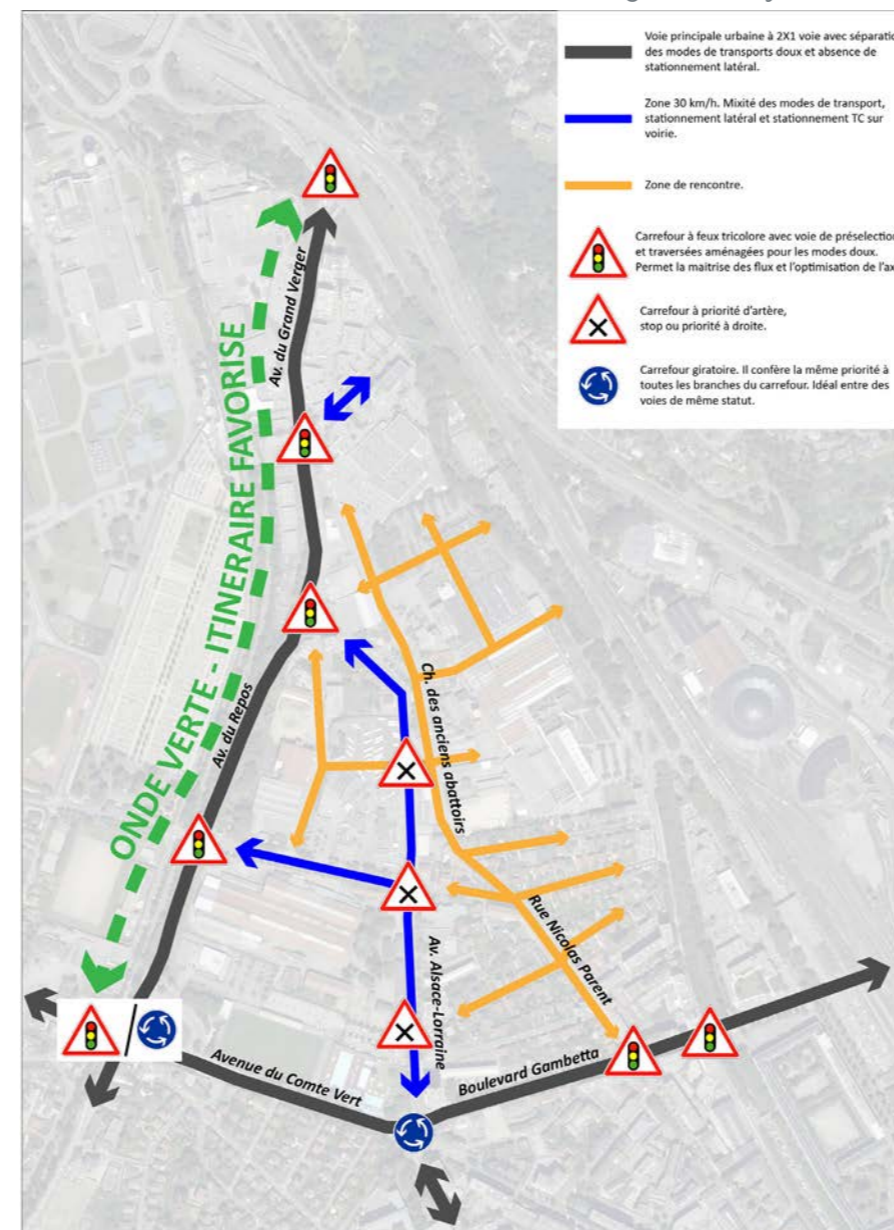 Voie principale urbaine à 2X1 voie avec
des modes de transports doux et absence de
stationnement latéral.
Zone 30 km/h. Mixité des modes de transport,
stationnement latéral et stationnement TC sur
voirie.
Zone de rencontre.
Carrefour à feux tricolore avec voie de
et traversées aménagées pour les modes doux.
Permet la maitrise des flux et l'optimisation de
Carrefour à priorité d'artère,
stop ou priorité à droite.
Carrefour giratoire. Il confère la même priorité à
toutes les branches du carrefour. Idéal entre des
voies de même statut.
Av. du Grand Verger
ONDE VERTE - ITINERAIRE FAVORISE
Av. du Repos
Ch. des anciens abattoirs
Rue Nicolas Parent
Av. Alsace-Lorraine
Boulevard Gambetta
Avenue du Comte Vert